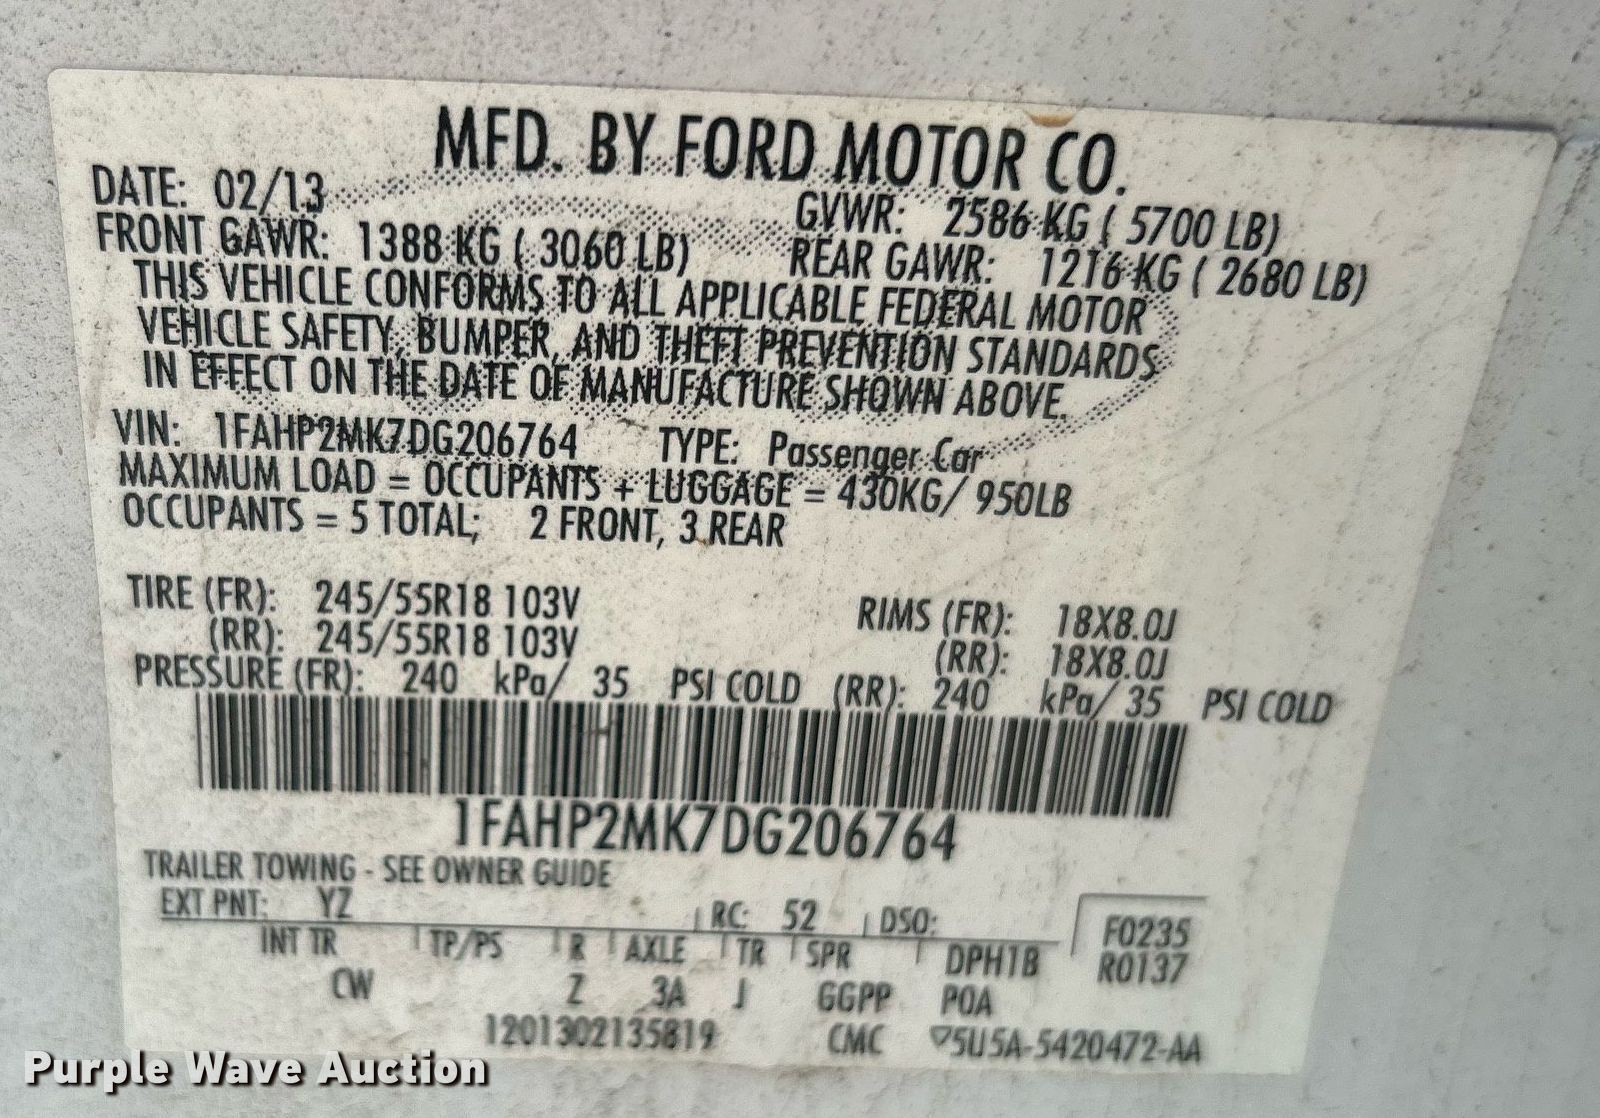 MFD. BY FORD MOTOR CO.
DATE: 02/13
GVWR: 2586 KG ( 5700 LB)
FRONT GAWR: 1388 KG ( 3060 LB)
REAR GAWR: 1216 KG ( 2680 LB)
THIS VEHICLE CONFORMS TO ALL APPLICABLE FEDERAL MOTOR
VEHICLE SAFETY, BUMPER, AND THEFT PREVENTION STANDARDS
IN EFFECT ON THE DATE OF MANUFACTURE SHOWN ABOVE.
VIN: 1FAHP2MK7DG206764 TYPE: Passenger Car
MAXIMUM LOAD = OCCUPANTS + LUGGAGE = 430KG/ 950LB
OCCUPANTS = 5 TOTAL; 2 FRONT, 3 REAR
TIRE (FR): 245/55R18 103V RIMS (FR): 18X8.0J
(RR): 245/55R18 103V (RR): 18X8.0J
PRESSURE (FR): 240 kPa/ 35 PSI COLD (RR): 240 kPa/ 35 PSI COLD
1FAHP2MK7DG206764
TRAILER TOWING - SEE OWNER GUIDE
EXT PNT: YZ RC: 52 DSO: F0235
INT TR TP/PS R AXLE TR SPR DPH1B R0137
CW Z 3A J GGPP POA
1201302135819 CMC ▽5U5A-5420472-AA
Purple Wave Auction